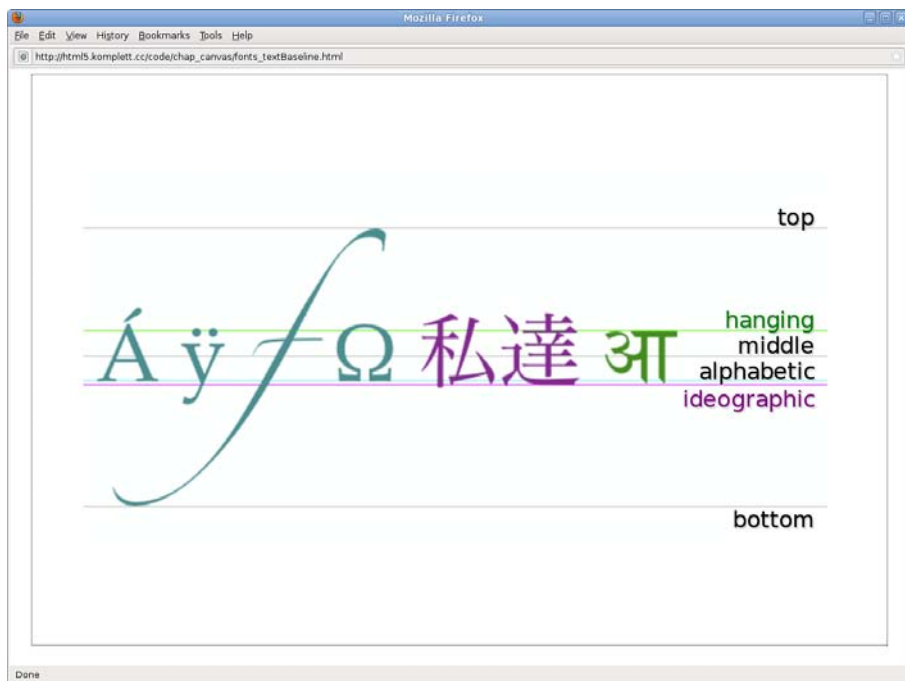 Mozilla Firefox
File Edit View History Bookmarks Tools Help
http://html5.komplett.cc/code/chap_canvas/fonts_textBaseline.html
top
Á ÿ f Ω 私達 आ
hanging
middle
alphabetic
ideographic
bottom
Done